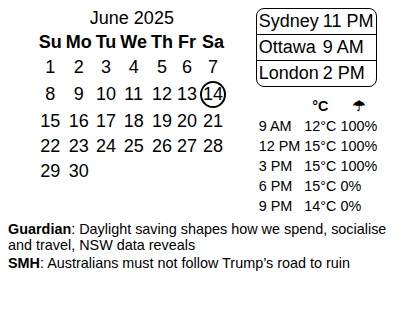 June 2025
Su Mo Tu We Th Fr Sa
1 2 3 4 5 6 7
8 9 10 11 12 13 14
15 16 17 18 19 20 21
22 23 24 25 26 27 28
29 30
Sydney 11 PM
Ottawa 9 AM
London 2 PM
°C ☂
9 AM 12°C 100%
12 PM 15°C 100%
3 PM 15°C 100%
6 PM 15°C 0%
9 PM 14°C 0%
Guardian: Daylight saving shapes how we spend, socialise
and travel, NSW data reveals
SMH: Australians must not follow Trump's road to ruin